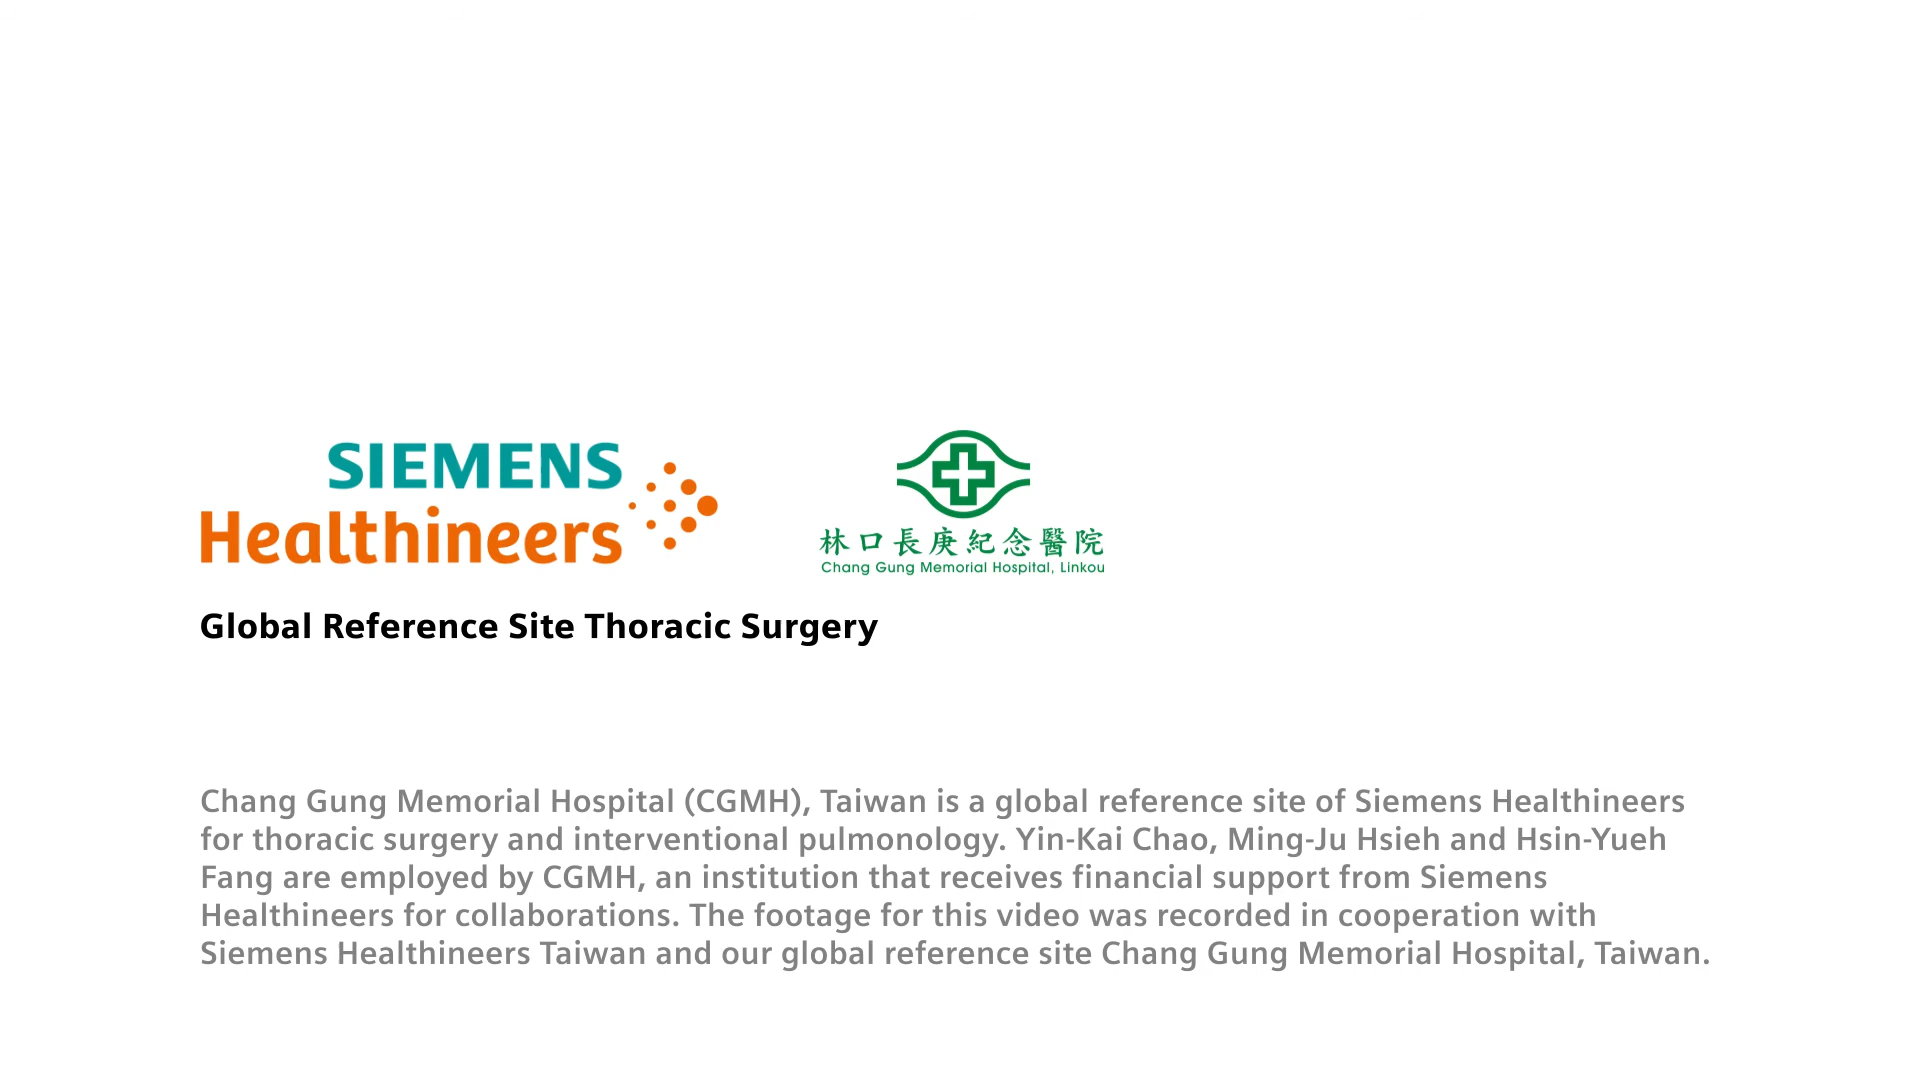 SIEMENS
Healthineers
林口長庚紀念醫院
Chang Gung Memorial Hospital, Linkou
Global Reference Site Thoracic Surgery
Chang Gung Memorial Hospital (CGMH), Taiwan is a global reference site of Siemens Healthineers
for thoracic surgery and interventional pulmonology. Yin-Kai Chao, Ming-Ju Hsieh and Hsin-Yueh
Fang are employed by CGMH, an institution that receives financial support from Siemens
Healthineers for collaborations. The footage for this video was recorded in cooperation with
Siemens Healthineers Taiwan and our global reference site Chang Gung Memorial Hospital, Taiwan.